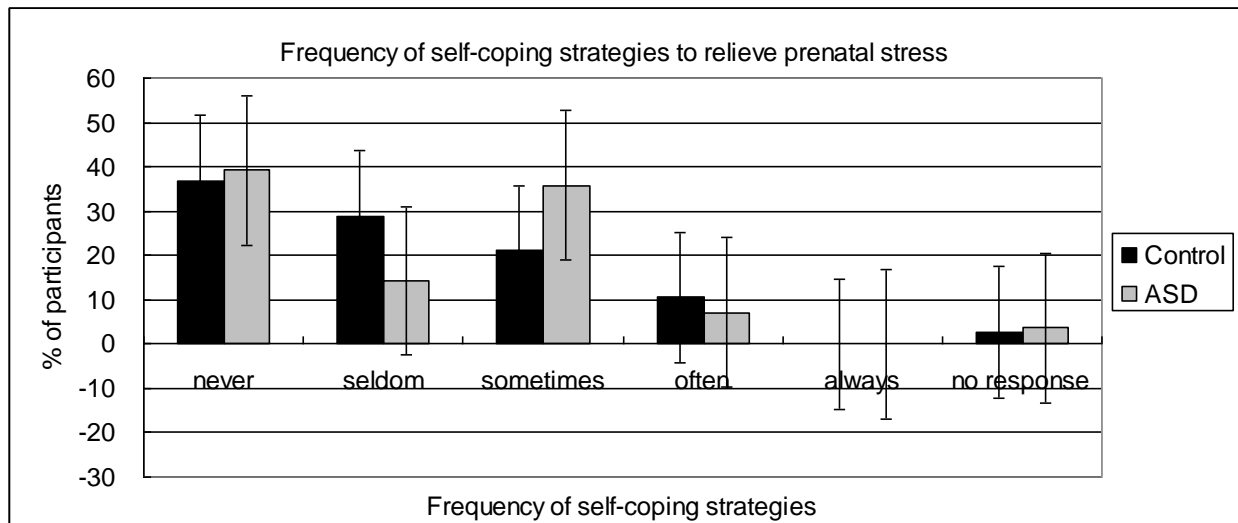 Frequency of self-coping strategies to relieve prenatal stress
60
50
40
30
20
10
0
-10
-20
-30
% of participants
never seldom sometimes often always no response
Frequency of self-coping strategies
Control
ASD